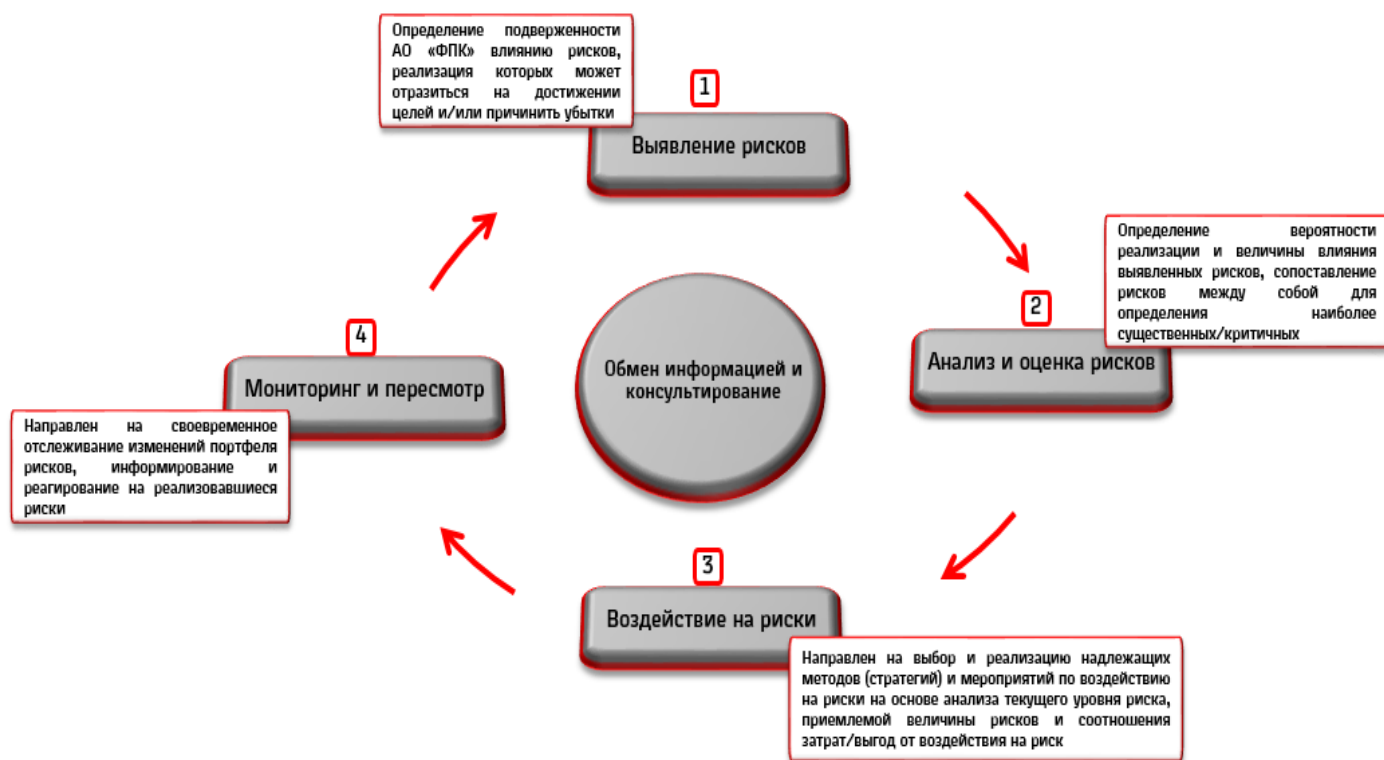 Определение подверженности
АО «ФПК» влиянию рисков,
реализация которых может
отразиться на достижении
целей и/или причинить убытки
1
Выявление рисков
Определение вероятности
реализации и величины влияния
выявленных рисков, сопоставление
рисков между собой для
определения наиболее
существенных/критичных
2
Анализ и оценка рисков
Обмен информацией и
консультирование
4
Мониторинг и пересмотр
Направлен на своевременное
отслеживание изменений портфеля
рисков, информирование и
реагирование на реализовавшиеся
риски
3
Воздействие на риски
Направлен на выбор и реализацию надлежащих
методов (стратегий) и мероприятий по воздействию
на риски на основе анализа текущего уровня риска,
приемлемой величины рисков и соотношения
затрат/выгод от воздействия на риск